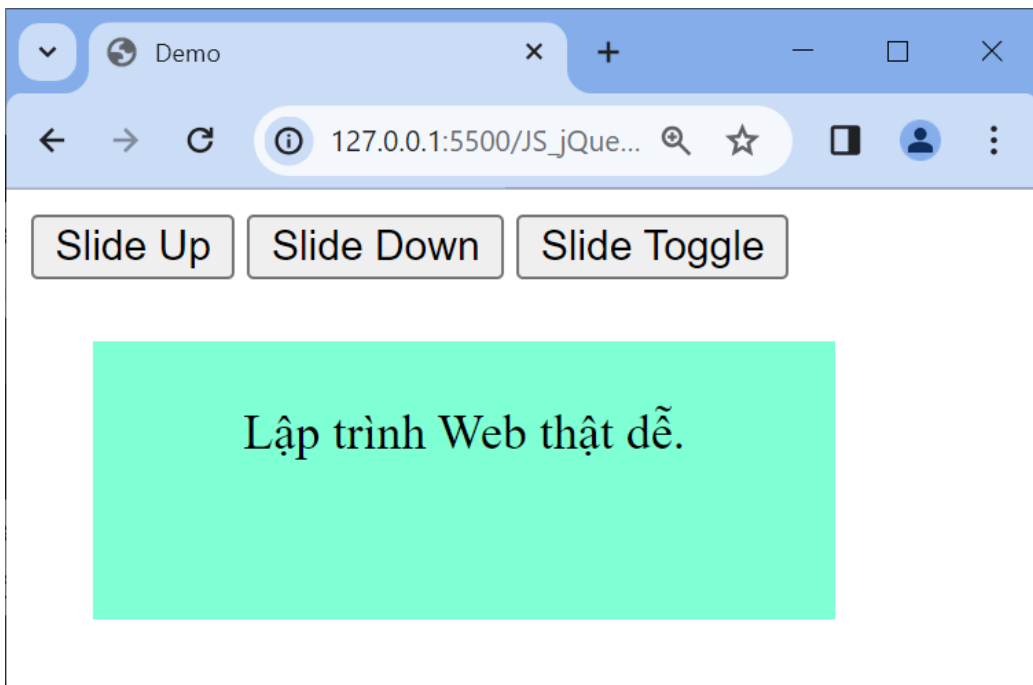 Demo
127.0.0.1:5500/JS_jQue...
Slide Up Slide Down Slide Toggle
Lập trình Web thật dễ.